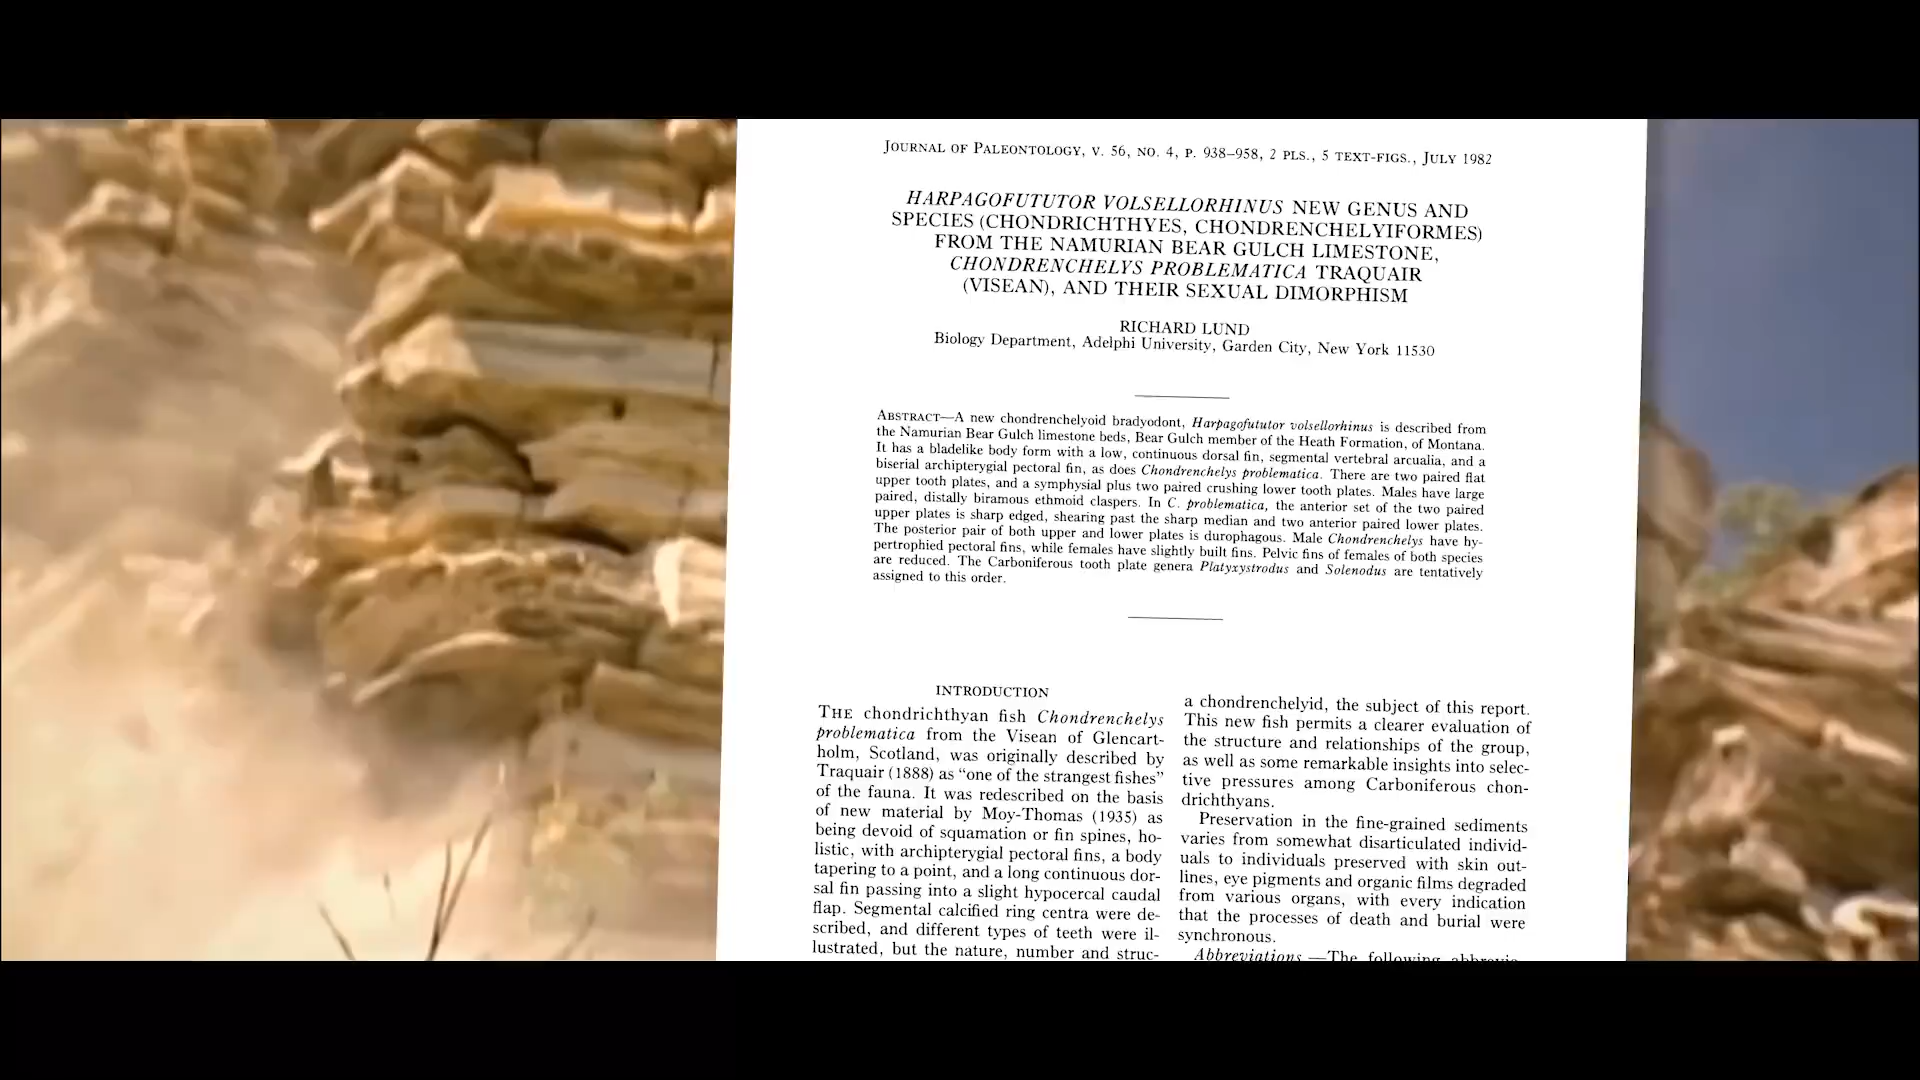 JOURNAL OF PALEONTOLOGY, V. 56, NO. 4, P. 938–958, 2 PLS., 5 TEXT-FIGS., JULY 1982
HARPAGOFUTUTOR VOLSELLORHINUS NEW GENUS AND
SPECIES (CHONDRICHTHYES, CHONDRENCHELYIFORMES)
FROM THE NAMURIAN BEAR GULCH LIMESTONE,
CHONDRENCHELYS PROBLEMATICA TRAQUAIR
(VISEAN), AND THEIR SEXUAL DIMORPHISM
RICHARD LUND
Biology Department, Adelphi University, Garden City, New York 11530
ABSTRACT—A new chondrenchelyoid bradyodont, Harpagofututor volsellorhinus is described from
the Namurian Bear Gulch limestone beds, Bear Gulch member of the Heath Formation, of Montana.
It has a bladelike body form with a low, continuous dorsal fin, segmental vertebral arcualia, and a
biserial archipterygial pectoral fin, as does Chondrenchelys problematica. There are two paired flat
upper tooth plates, and a symphysial plus two paired crushing lower tooth plates. Males have large
paired, distally biramous ethmoid claspers. In C. problematica, the anterior set of the two paired
upper plates is sharp edged, shearing past the sharp median and two anterior paired lower plates.
The posterior pair of both upper and lower plates is durophagous. Male Chondrenchelys have hy-
pertrophied pectoral fins, while females have slightly built fins. Pelvic fins of females of both species
are reduced. The Carboniferous tooth plate genera Platyxystrodus and Solenodus are tentatively
assigned to this order.
INTRODUCTION
THE chondrichthyan fish Chondrenchelys
problematica from the Visean of Glencart-
holm, Scotland, was originally described by
Traquair (1888) as “one of the strangest fishes”
of the fauna. It was redescribed on the basis
of new material by Moy-Thomas (1935) as
being devoid of squamation or fin spines, ho-
listic, with archipterygial pectoral fins, a body
tapering to a point, and a long continuous dor-
sal fin passing into a slight hypocercal caudal
flap. Segmental calcified ring centra were de-
scribed, and different types of teeth were il-
lustrated, but the nature, number and struc-
a chondrenchelyid, the subject of this report.
This new fish permits a clearer evaluation of
the structure and relationships of the group,
as well as some remarkable insights into selec-
tive pressures among Carboniferous chon-
drichthyans.
Preservation in the fine-grained sediments
varies from somewhat disarticulated individ-
uals to individuals preserved with skin out-
lines, eye pigments and organic films degraded
from various organs, with every indication
that the processes of death and burial were
synchronous.
Abbreviations.—The following abbrevia-